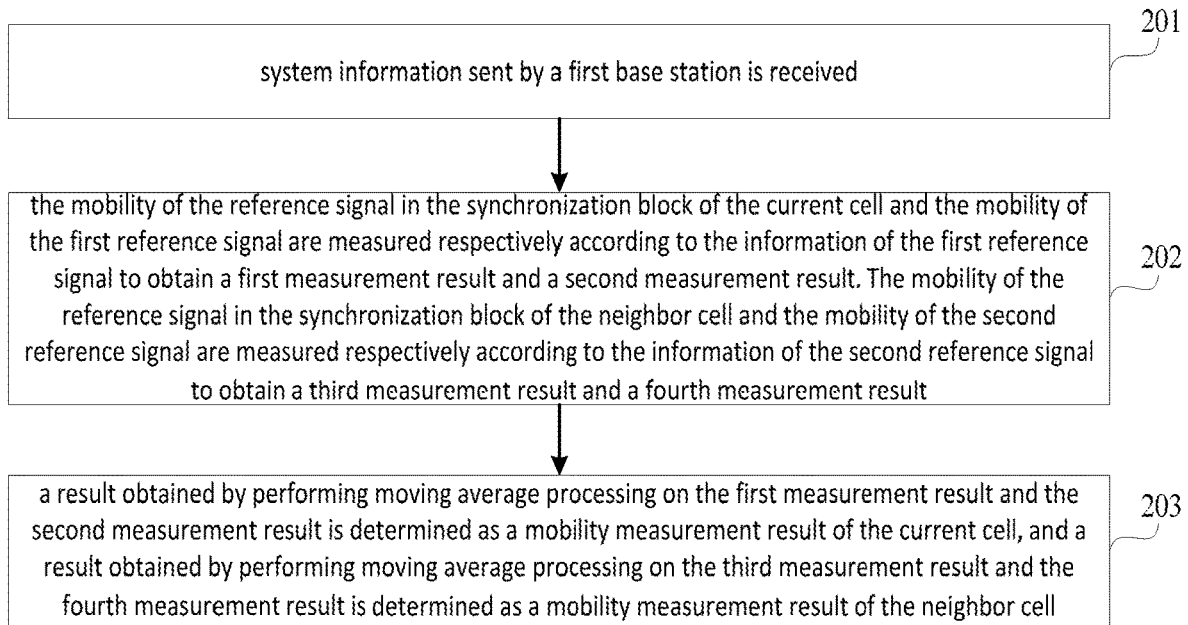 201
system information sent by a first base station is received
the mobility of the reference signal in the synchronization block of the current cell and the mobility of
the first reference signal are measured respectively according to the information of the first reference
signal to obtain a first measurement result and a second measurement result. The mobility of the
reference signal in the synchronization block of the neighbor cell and the mobility of the second
reference signal are measured respectively according to the information of the second reference signal
to obtain a third measurement result and a fourth measurement result
202
a result obtained by performing moving average processing on the first measurement result and the
second measurement result is determined as a mobility measurement result of the current cell, and a
result obtained by performing moving average processing on the third measurement result and the
fourth measurement result is determined as a mobility measurement result of the neighbor cell
203